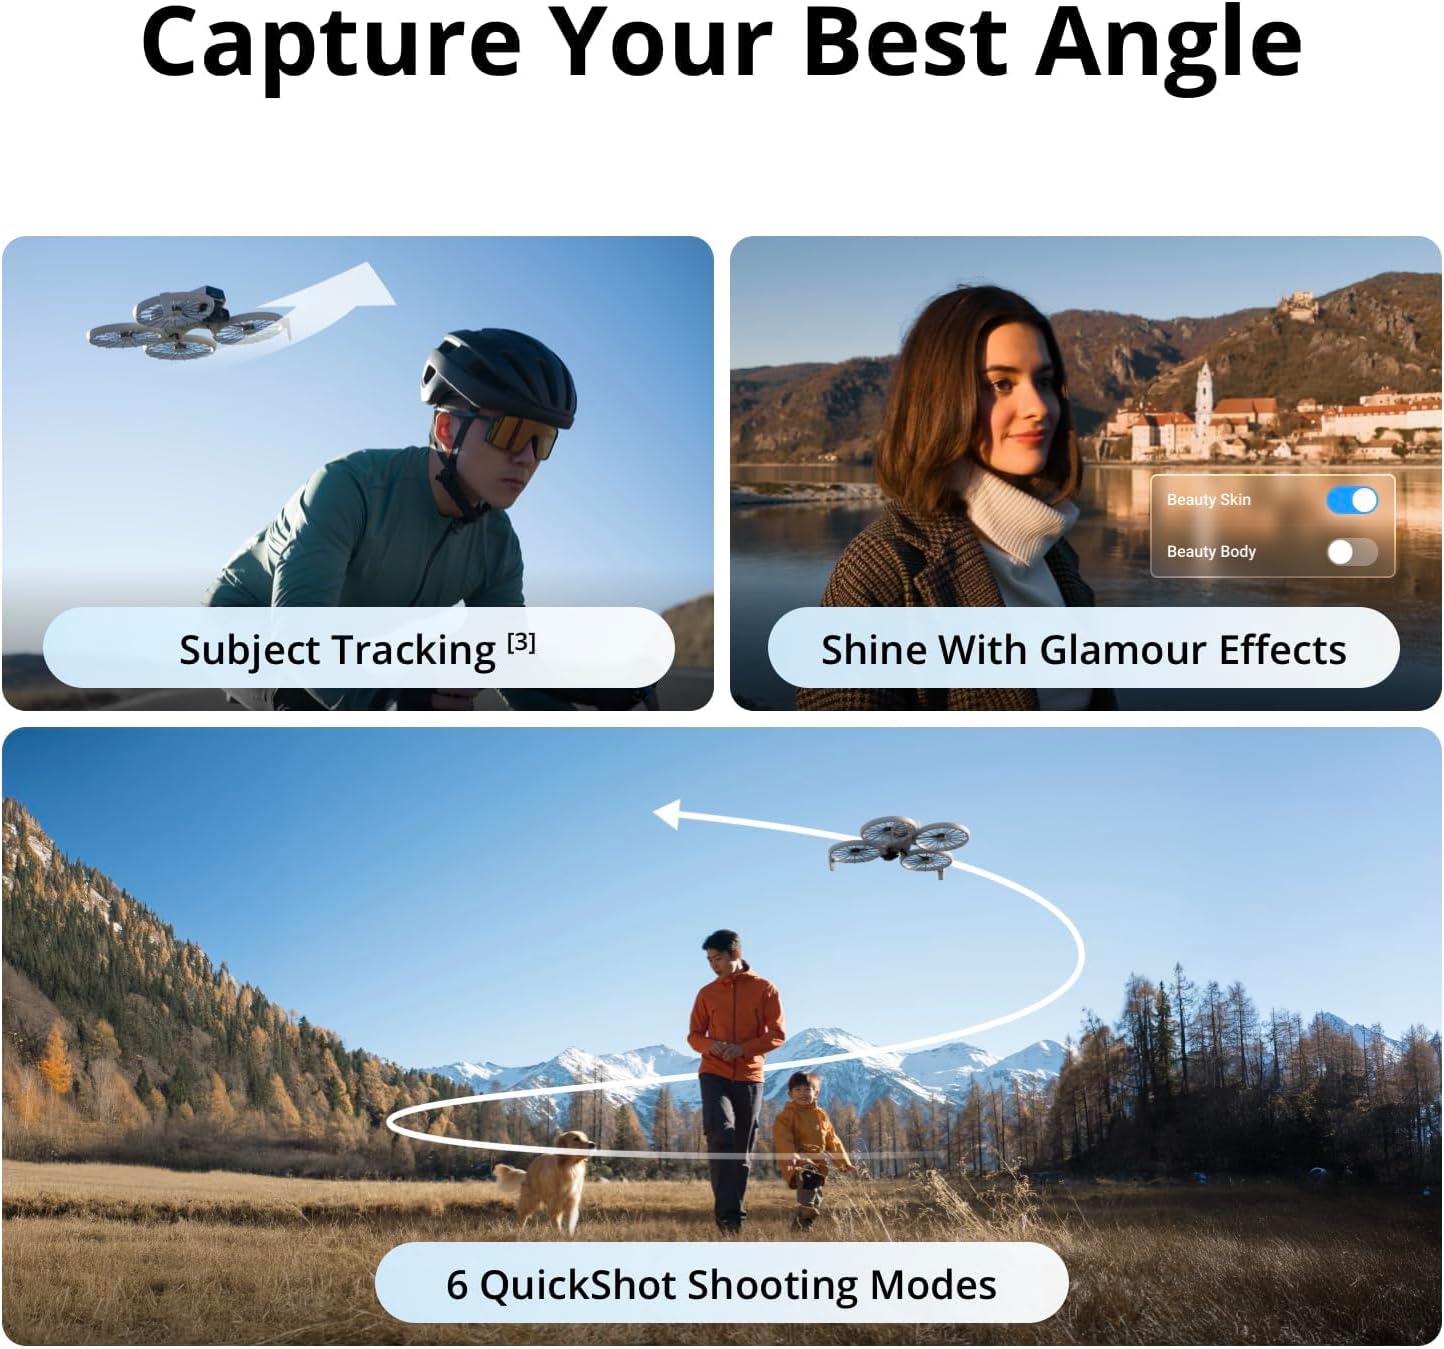 Capture Your Best Angle
Subject Tracking [3]
Beauty Skin
Beauty Body
Shine With Glamour Effects
6 QuickShot Shooting Modes